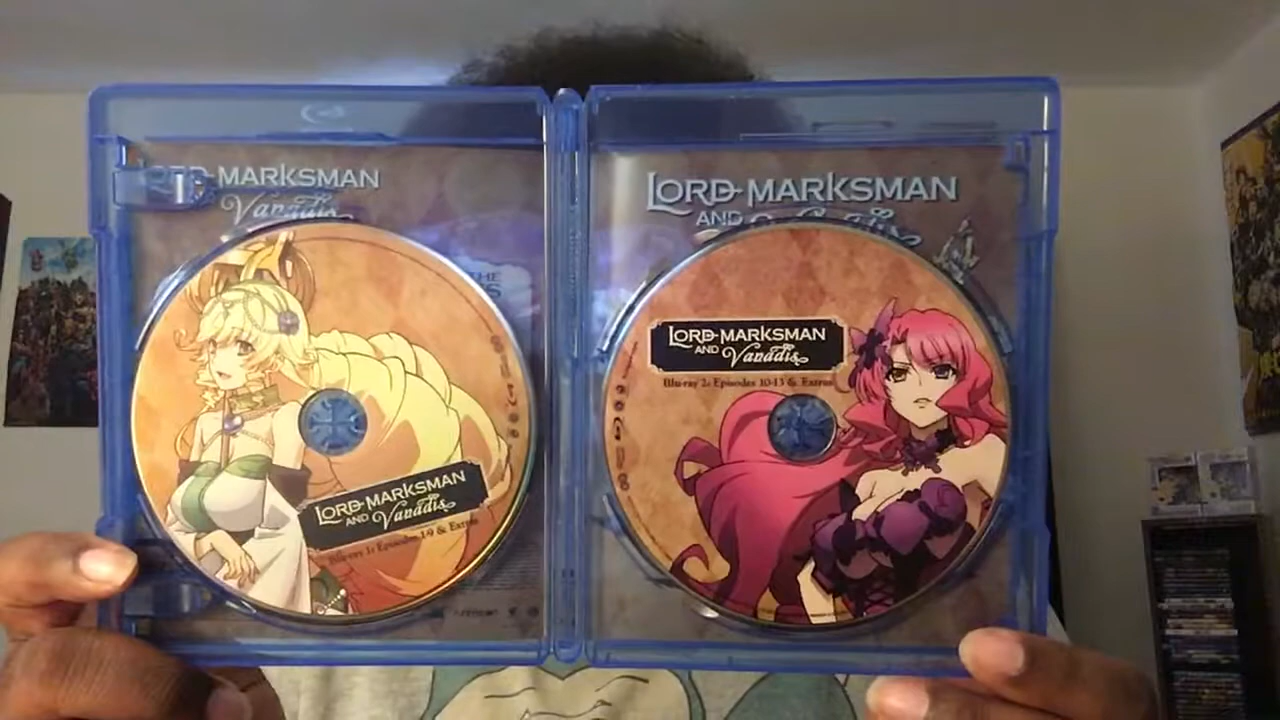 LORD MARKSMAN
Vanadis
THE
LORD MARKSMAN
AND Vanadis
Blu-ray 1: Episodes 1-9 & Extras
LORD MARKSMAN
AND
LORD MARKSMAN
AND Vanadis
Blu-ray 2: Episodes 10-13 & Extras